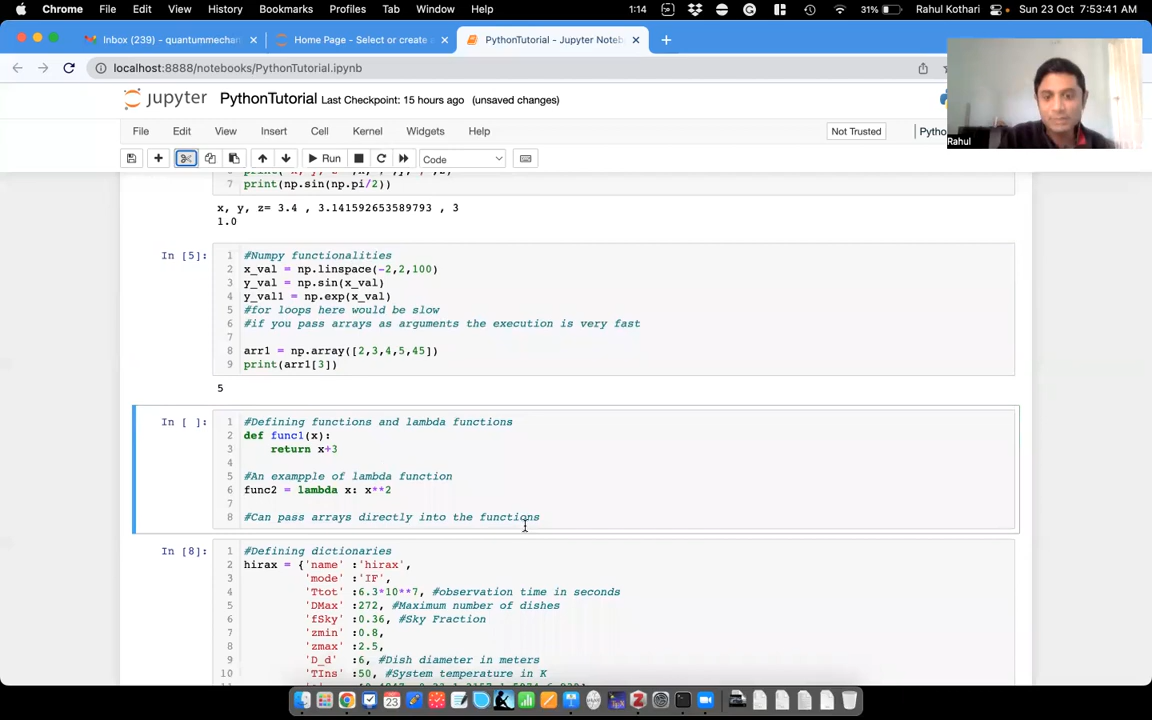 Chrome File Edit View History Bookmarks Profiles Tab Window Help 1:14 31% Rahul Kothari Sun 23 Oct 7:53:41 AM
Inbox (239) - quantummechan × Home Page - Select or create a × PythonTutorial - Jupyter Noteb × +
localhost:8888/notebooks/PythonTutorial.ipynb
jupyter PythonTutorial Last Checkpoint: 15 hours ago (unsaved changes)
Rahul
File Edit View Insert Cell Kernel Widgets Help Not Trusted Pytho
Run Code
7 print(np.sin(np.pi/2))
x, y, z= 3.4 , 3.141592653589793 , 3
1.0
In [5]: 1 #Numpy functionalities
2 x_val = np.linspace(-2,2,100)
3 y_val = np.sin(x_val)
4 y_val1 = np.exp(x_val)
5 #for loops here would be slow
6 #if you pass arrays as arguments the execution is very fast
7
8 arr1 = np.array([2,3,4,5,45])
9 print(arr1[3])
5
In [ ]: 1 #Defining functions and lambda functions
2 def func1(x):
3 return x+3
4
5 #An exampple of lambda function
6 func2 = lambda x: x**2
7
8 #Can pass arrays directly into the functions
In [8]: 1 #Defining dictionaries
2 hirax = {'name' :'hirax',
3 'mode' :'IF',
4 'Ttot' :6.3*10**7, #observation time in seconds
5 'DMax' :272, #Maximum number of dishes
6 'fSky' :0.36, #Sky Fraction
7 'zmin' :0.8,
8 'zmax' :2.5,
9 'D_d' :6, #Dish diameter in meters
10 'TIns' :50, #System temperature in K